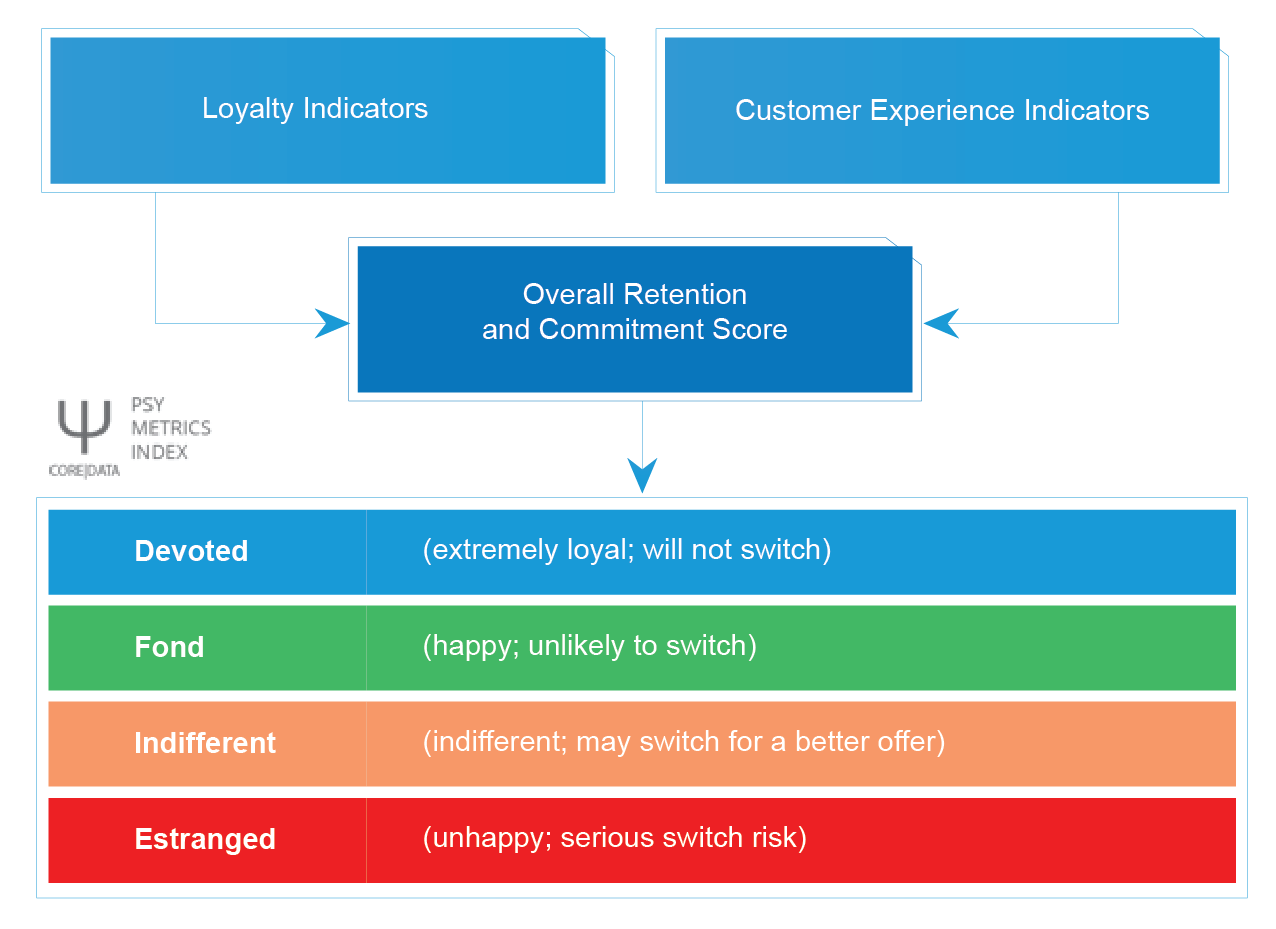 Loyalty Indicators
Customer Experience Indicators
Overall Retention
and Commitment Score
PSY
METRICS
INDEX
CORE|DATA
Devoted (extremely loyal; will not switch)
Fond (happy; unlikely to switch)
Indifferent (indifferent; may switch for a better offer)
Estranged (unhappy; serious switch risk)